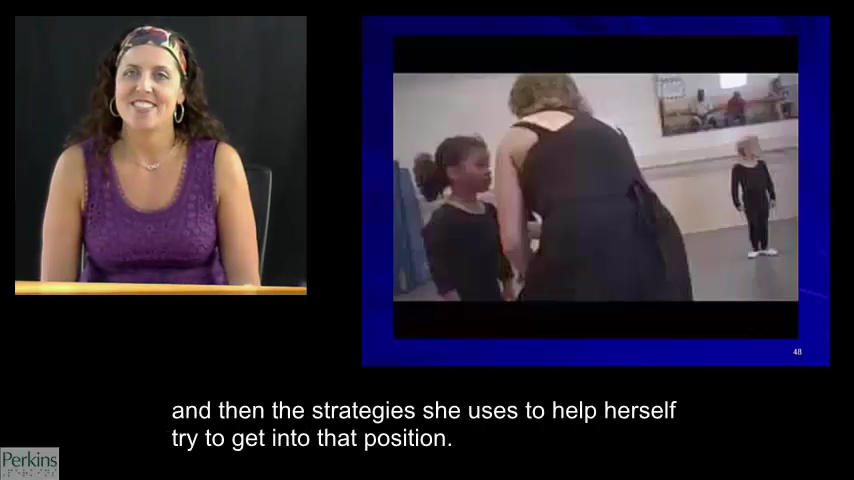 48
and then the strategies she uses to help herself
try to get into that position.
Perkins